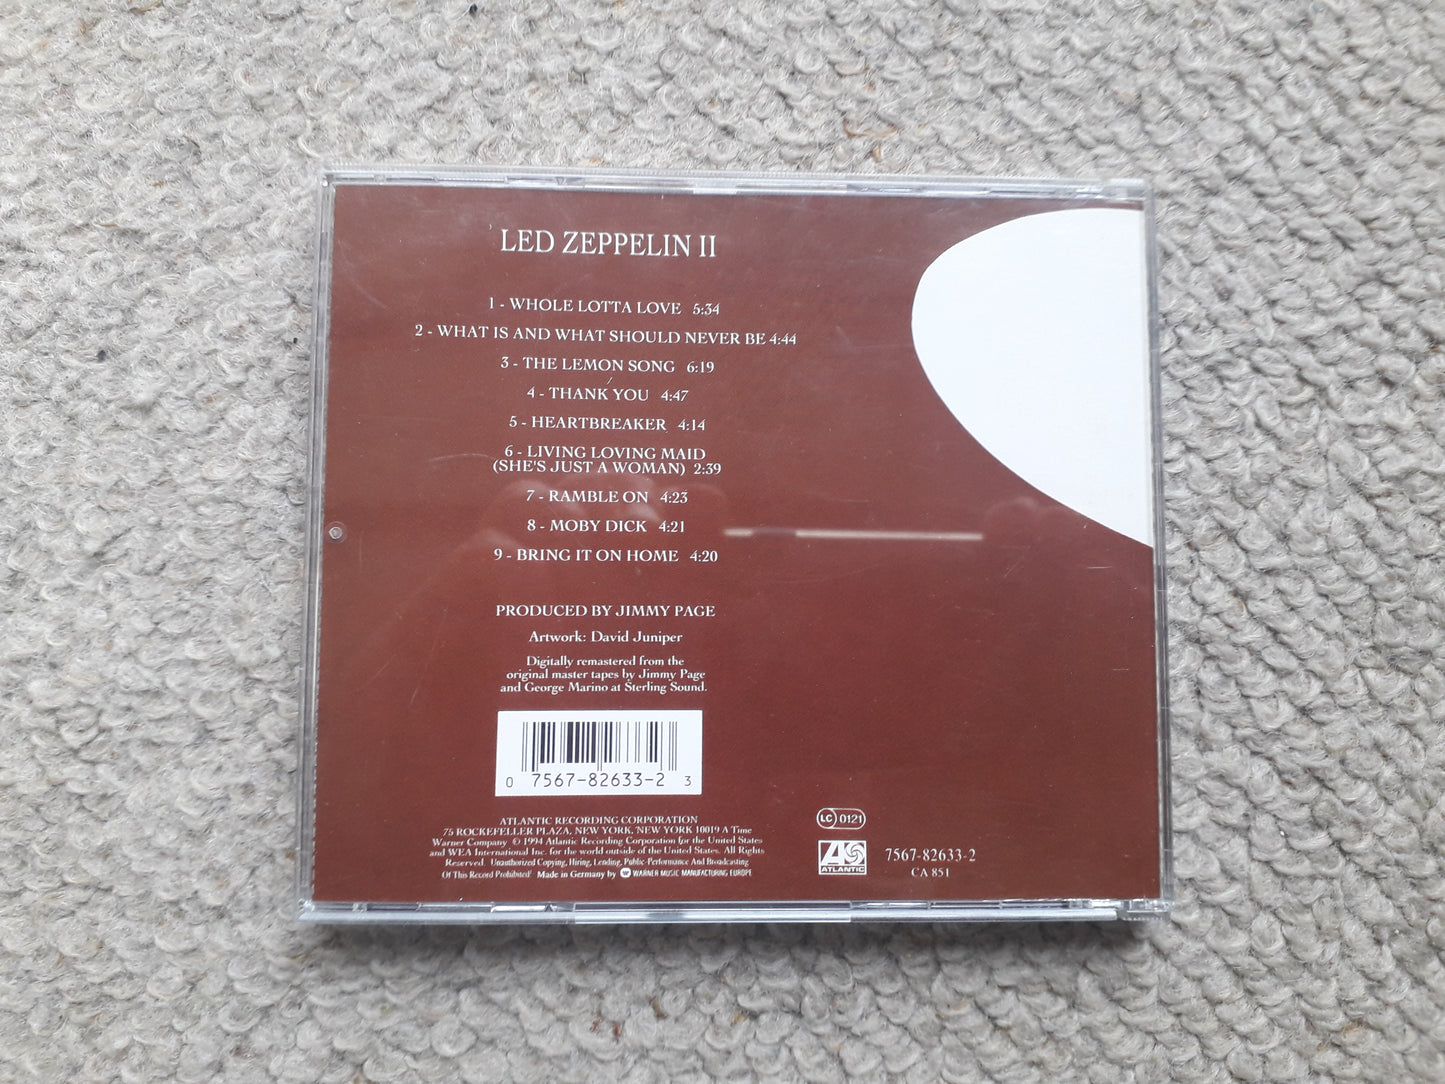 LED ZEPPELIN II
1 - WHOLE LOTTA LOVE 5:34
2 - WHAT IS AND WHAT SHOULD NEVER BE 4:44
3 - THE LEMON SONG 6:19
4 - THANK YOU 4:47
5 - HEARTBREAKER 4:14
6 - LIVING LOVING MAID
(SHE'S JUST A WOMAN) 2:39
7 - RAMBLE ON 4:23
8 - MOBY DICK 4:21
9 - BRING IT ON HOME 4:20
PRODUCED BY JIMMY PAGE
Artwork: David Juniper
Digitally remastered from the
original master tapes by Jimmy Page
and George Marino at Sterling Sound.
0 7567-82633-2 3
ATLANTIC RECORDING CORPORATION
75 ROCKEFELLER PLAZA, NEW YORK, NEW YORK 10019 A Time
Warner Company © 1994 Atlantic Recording Corporation for the United States
and WEA International Inc. for the world outside of the United States. All Rights
Reserved. Unauthorized Copying, Hiring, Lending, Public Performance And Broadcasting
Of This Record Prohibited Made in Germany by WARNER MUSIC MANUFACTURING EUROPE
LC 0121
ATLANTIC
7567-82633-2
CA 851